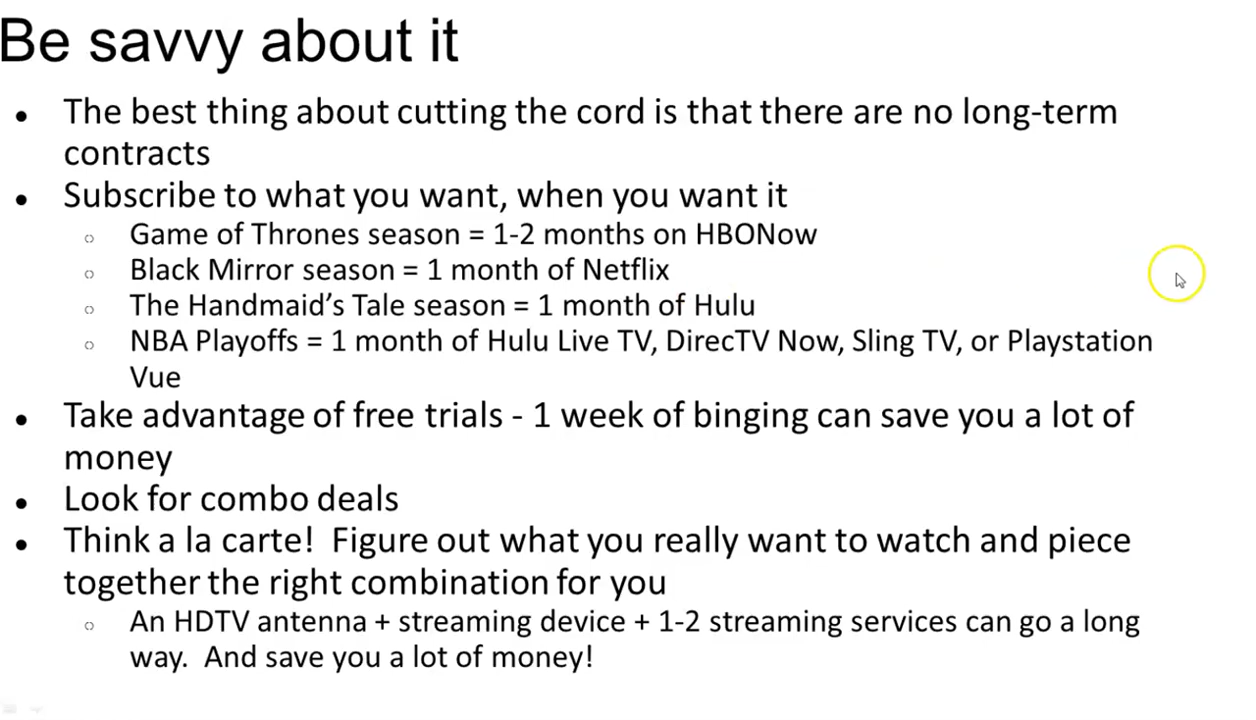 Be savvy about it
● The best thing about cutting the cord is that there are no long-term
contracts
● Subscribe to what you want, when you want it
○ Game of Thrones season = 1-2 months on HBONow
○ Black Mirror season = 1 month of Netflix
○ The Handmaid’s Tale season = 1 month of Hulu
○ NBA Playoffs = 1 month of Hulu Live TV, DirecTV Now, Sling TV, or Playstation
Vue
● Take advantage of free trials - 1 week of binging can save you a lot of
money
● Look for combo deals
● Think a la carte!  Figure out what you really want to watch and piece
together the right combination for you
○ An HDTV antenna + streaming device + 1-2 streaming services can go a long
way.  And save you a lot of money!